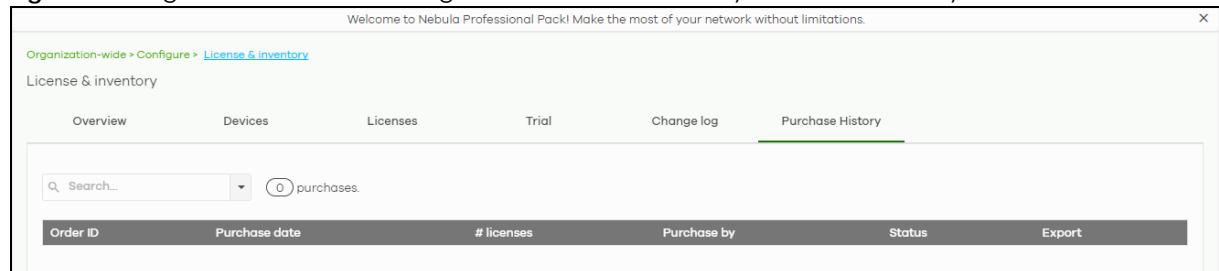 Welcome to Nebula Professional Pack! Make the most of your network without limitations. ×
Organization-wide > Configure > License & inventory
License & inventory
Overview Devices Licenses Trial Change log Purchase History
Search... 0 purchases.
Order ID Purchase date # licenses Purchase by Status Export